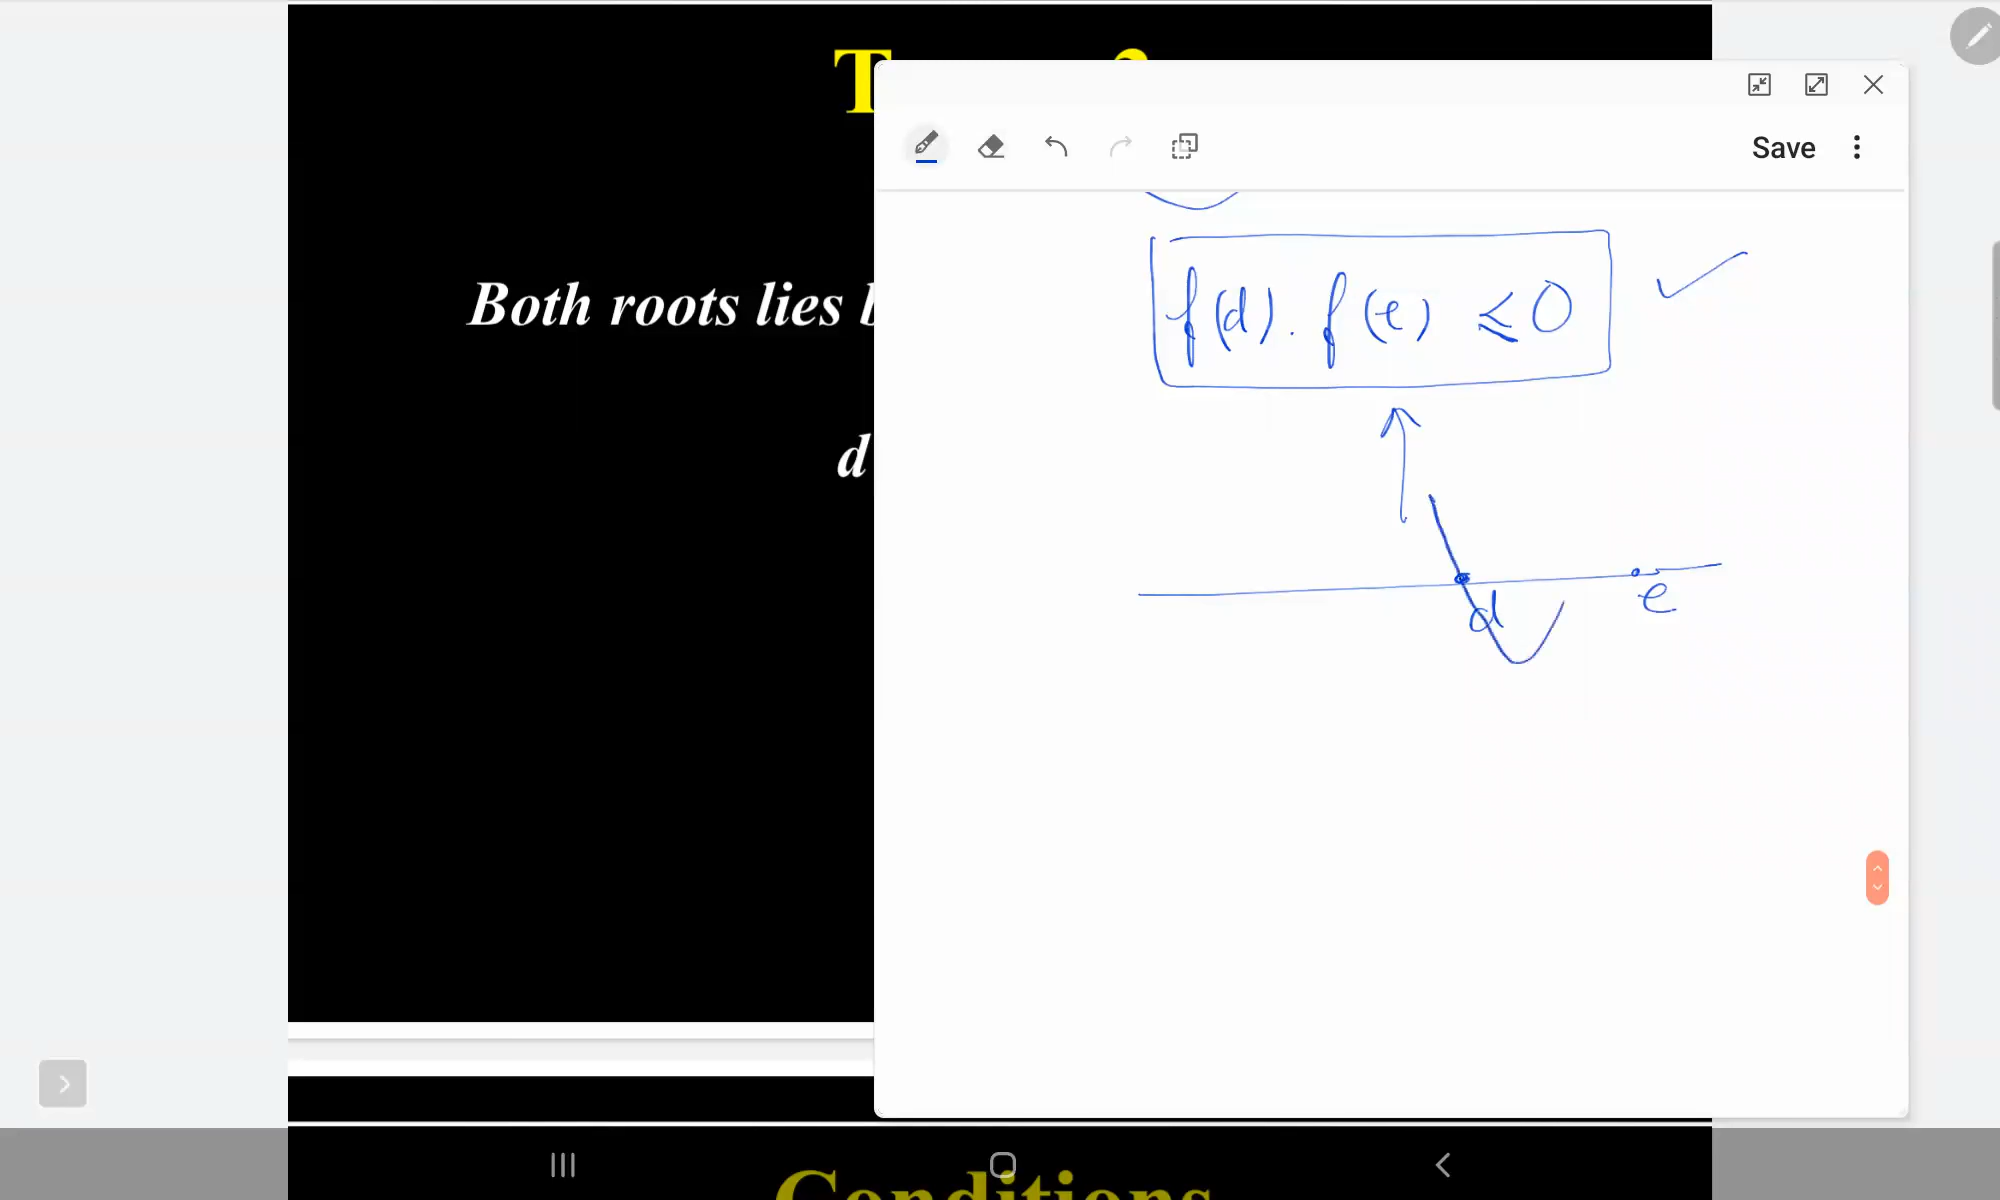 Both roots lies
d
Save
f(d). f(e) ≤ 0
d
e
Conditions